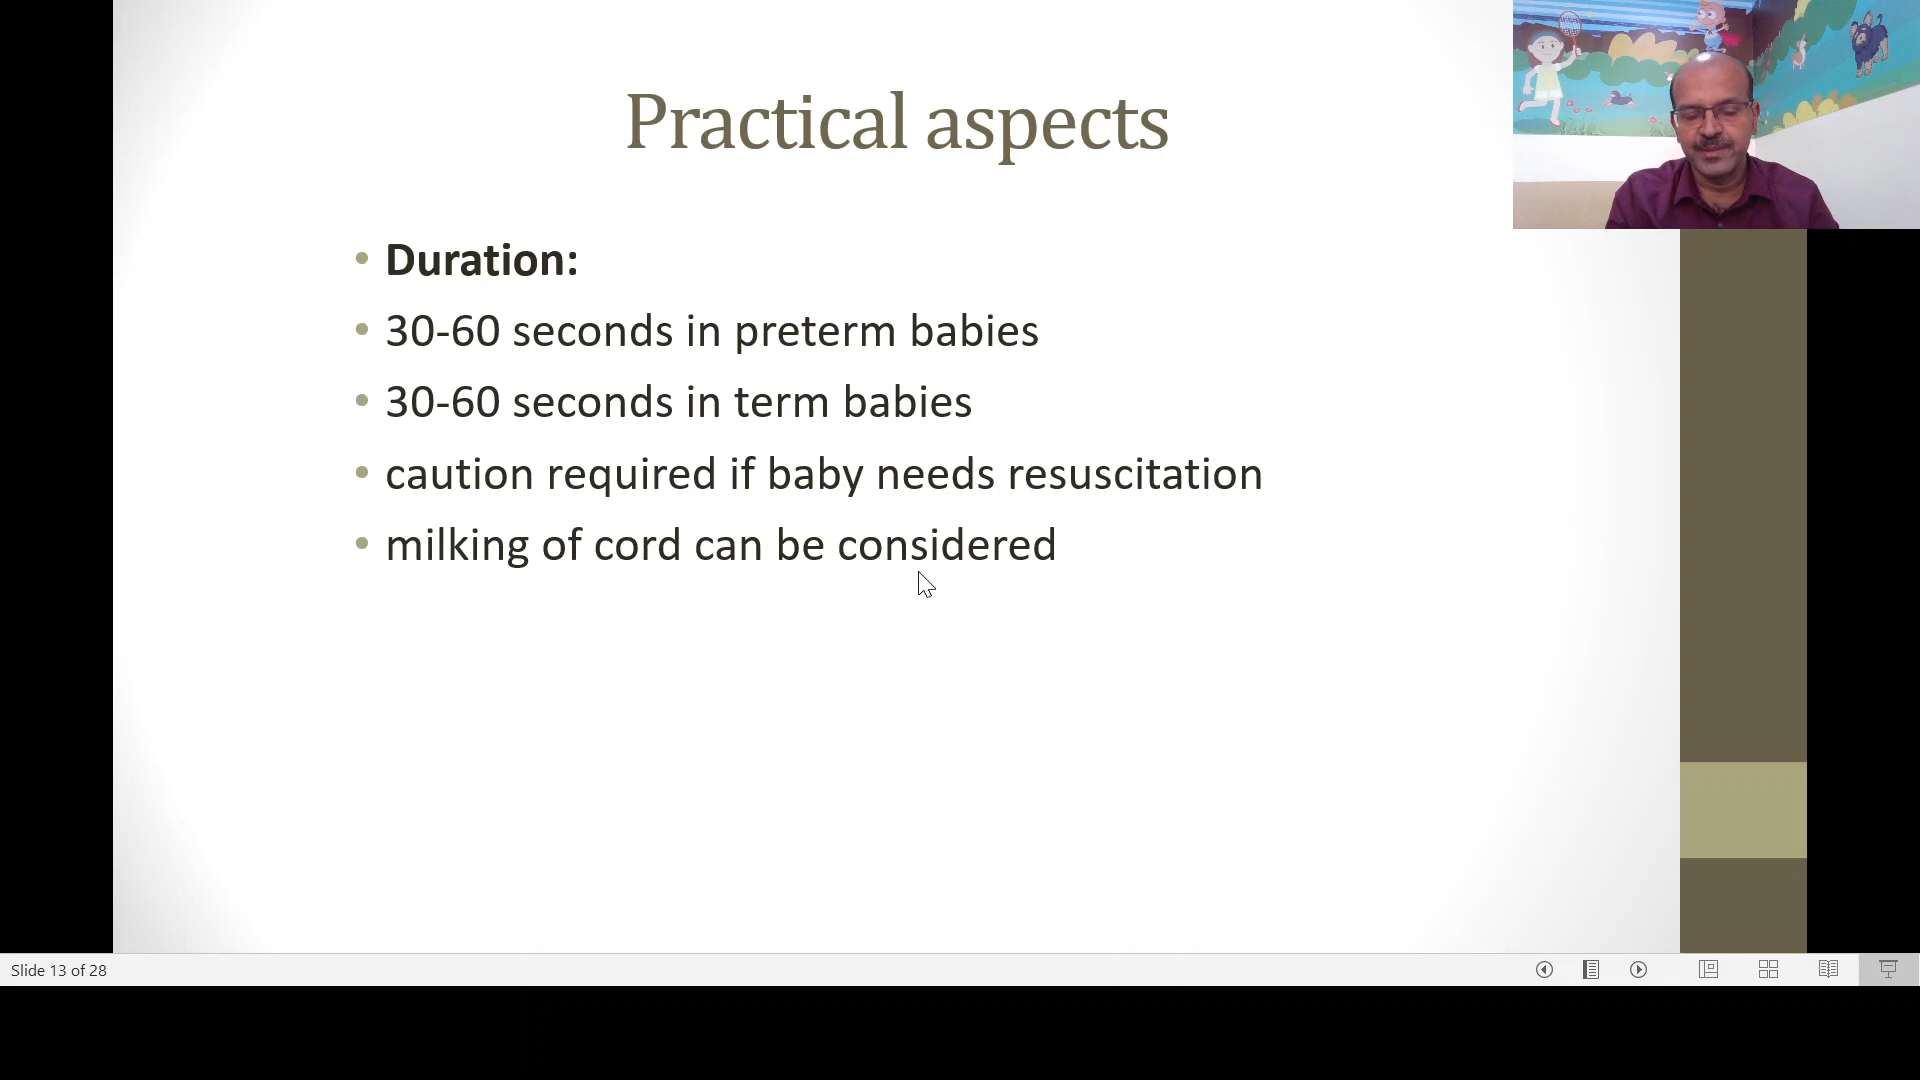 Practical aspects
Duration:
30-60 seconds in preterm babies
30-60 seconds in term babies
caution required if baby needs resuscitation
milking of cord can be considered
Slide 13 of 28